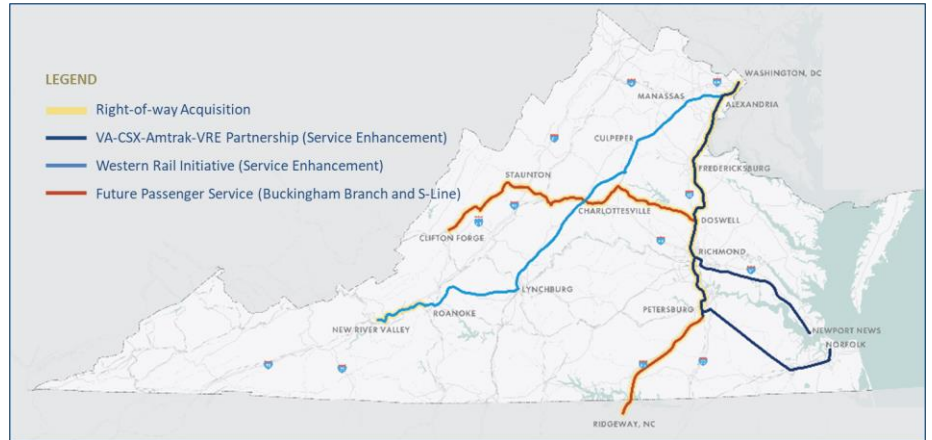 LEGEND
Right-of-way Acquisition
VA-CSX-Amtrak-VRE Partnership (Service Enhancement)
Western Rail Initiative (Service Enhancement)
Future Passenger Service (Buckingham Branch and S-Line)
WASHINGTON, DC
MANASSAS
ALEXANDRIA
CULPEPER
FREDERICKSBURG
STAUNTON
CHARLOTTESVILLE
DOSWELL
CLIFTON FORGE
RICHMOND
LYNCHBURG
PETERSBURG
ROANOKE
NEW RIVER VALLEY
NEWPORT NEWS
NORFOLK
RIDGEWAY, NC